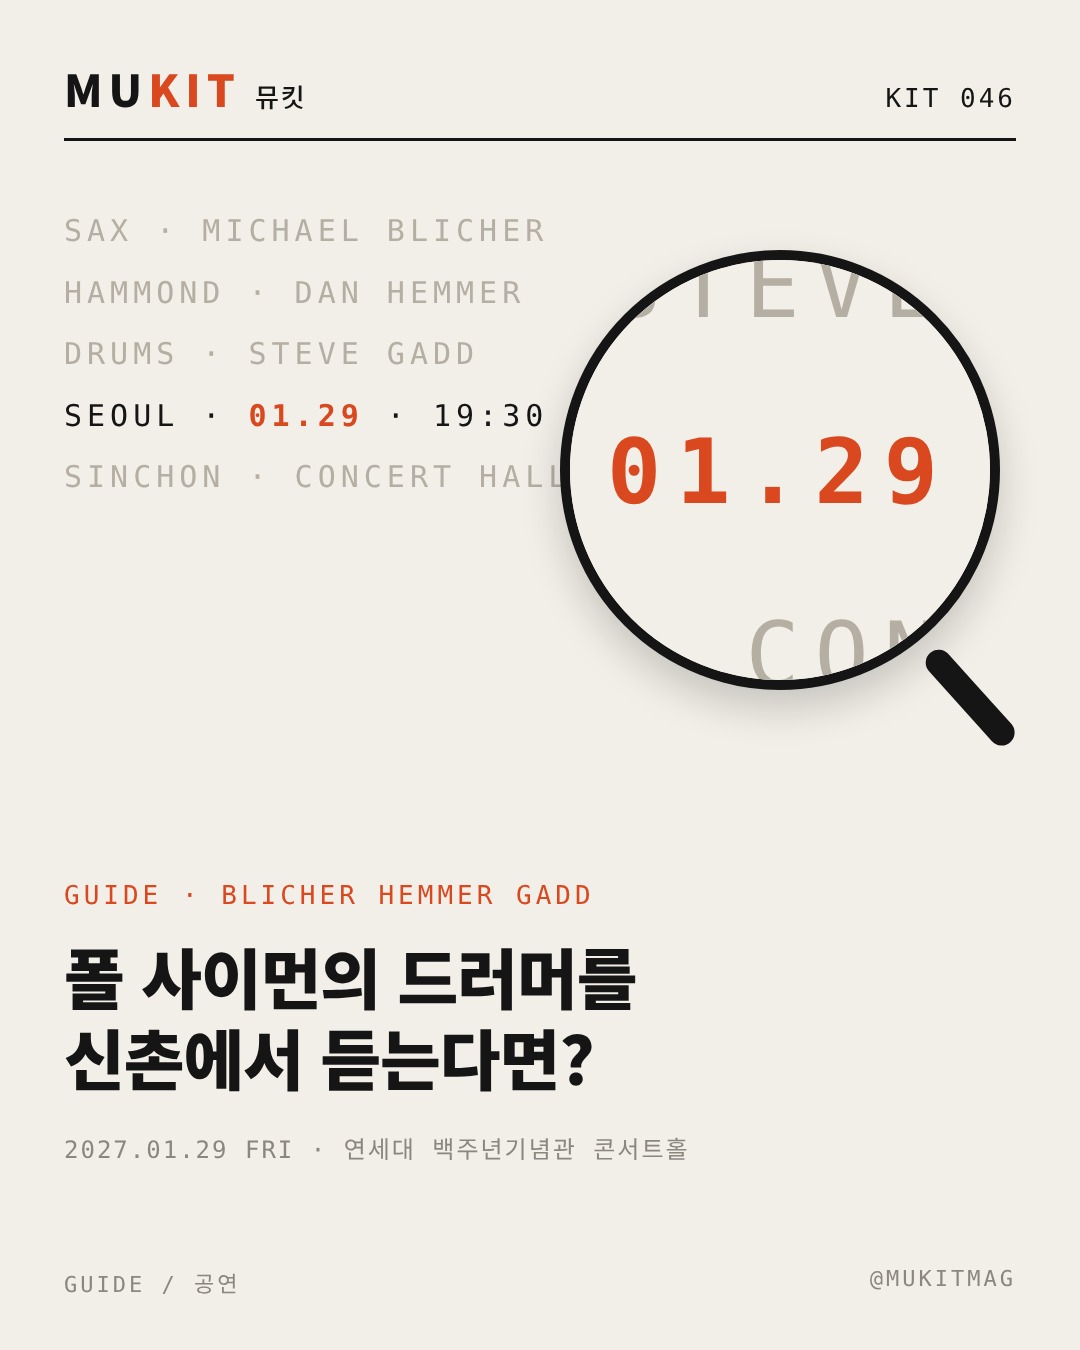 MUKIT 뮤킷
KIT 046
SAX · MICHAEL BLICHER
HAMMOND · DAN HEMMER
DRUMS · STEVE GADD
SEOUL · 01.29 · 19:30
SINCHON · CONCERT HALL
STEVE
01.29
CON
GUIDE · BLICHER HEMMER GADD
폴 사이먼의 드러머를
신촌에서 듣는다면?
2027.01.29 FRI · 연세대 백주년기념관 콘서트홀
GUIDE / 공연
@MUKITMAG